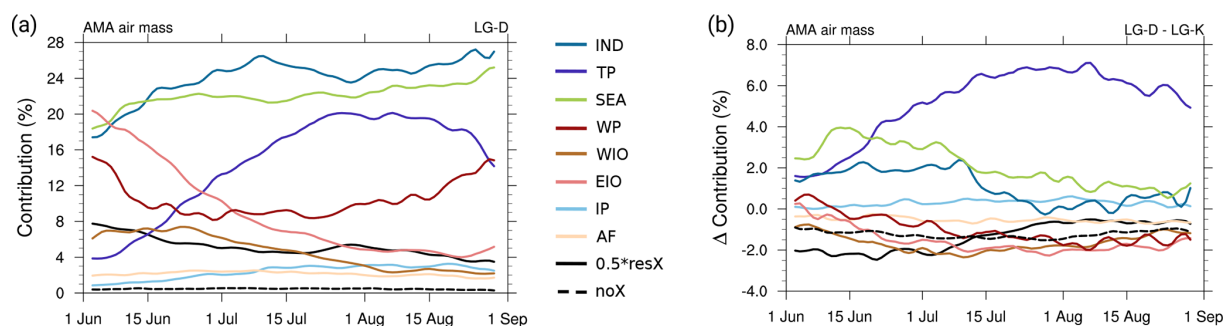 (a)
AMA air mass LG-D
Contribution (%)
28
24
20
16
12
8
4
0
1 Jun 15 Jun 1 Jul 15 Jul 1 Aug 15 Aug 1 Sep
IND
TP
SEA
WP
WIO
EIO
IP
AF
0.5*resX
noX
(b)
AMA air mass LG-D - LG-K
Δ Contribution (%)
8.0
6.0
4.0
2.0
0.0
-2.0
-4.0
1 Jun 15 Jun 1 Jul 15 Jul 1 Aug 15 Aug 1 Sep